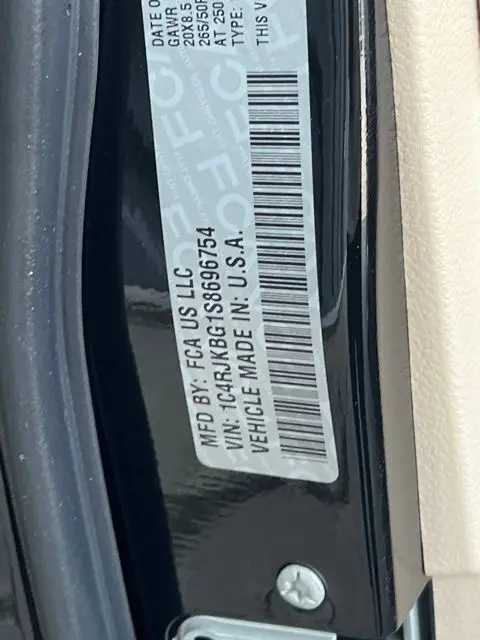 DATE O
GAWR
20X8.5
265/50R
AT 250
TYPE:
THIS V
MFD BY: FCA US LLC
VIN: 1C4RJKBG1S8696754
VEHICLE MADE IN: U.S.A.